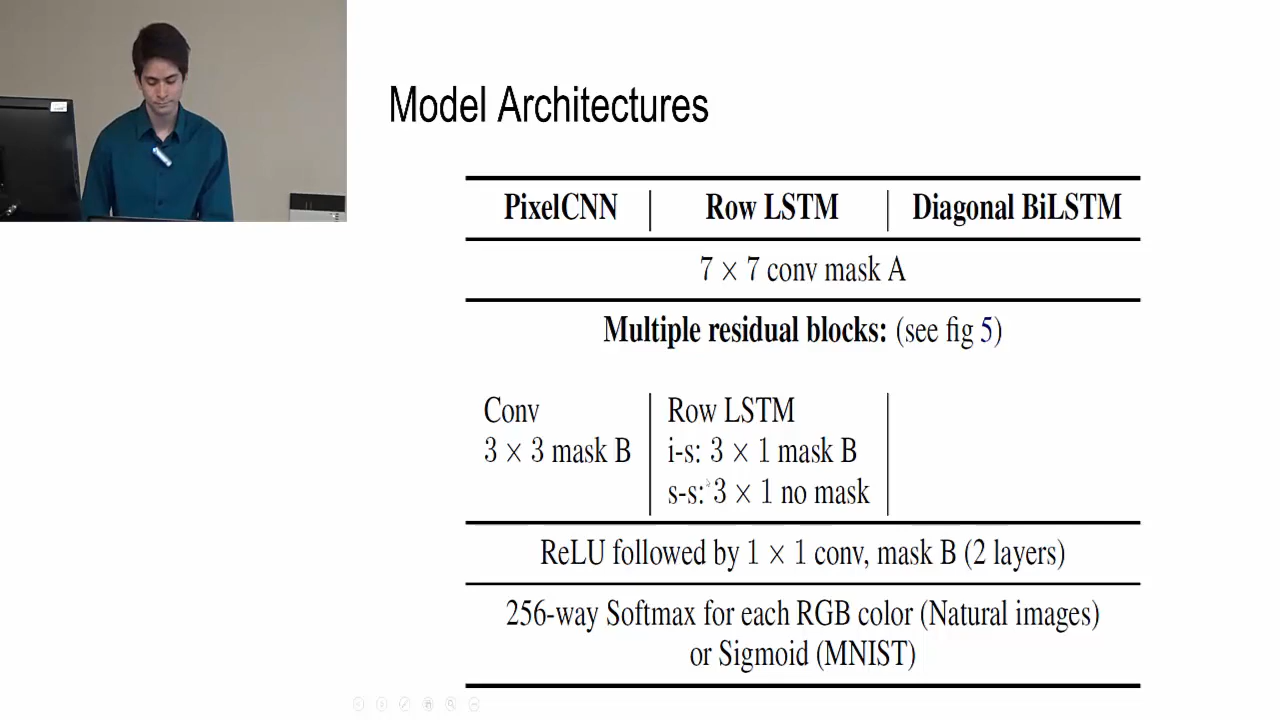 Model Architectures
PixelCNN Row LSTM Diagonal BiLSTM
7 × 7 conv mask A
Multiple residual blocks: (see fig 5)
Conv
3 × 3 mask B
Row LSTM
i-s: 3 × 1 mask B
s-s: 3 × 1 no mask
ReLU followed by 1 × 1 conv, mask B (2 layers)
256-way Softmax for each RGB color (Natural images)
or Sigmoid (MNIST)